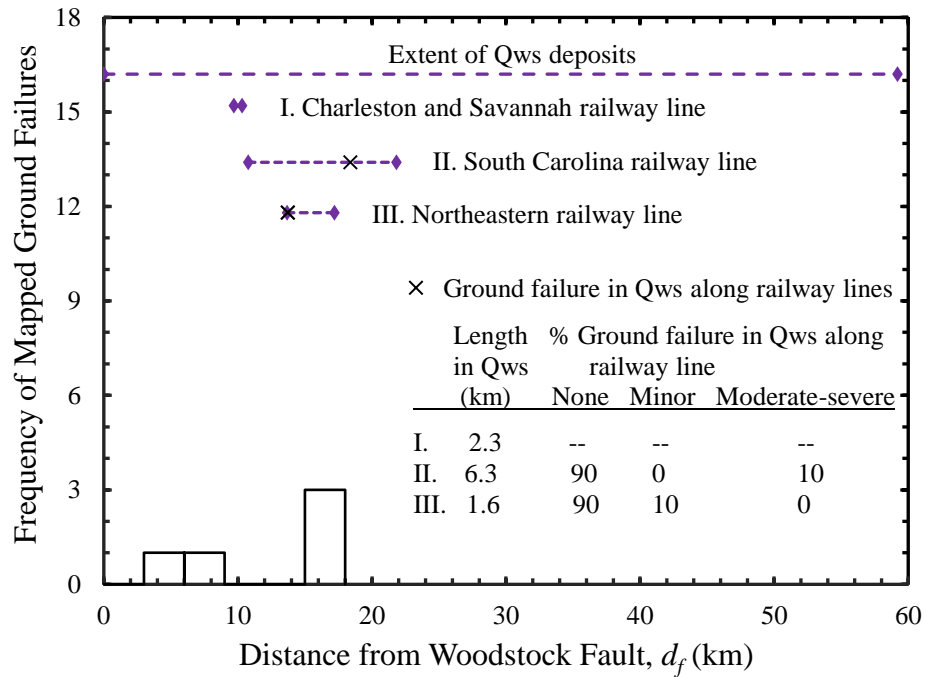 Frequency of Mapped Ground Failures
18
15
12
9
6
3
0
Extent of Qws deposits
I. Charleston and Savannah railway line
II. South Carolina railway line
III. Northeastern railway line
× Ground failure in Qws along railway lines
Length % Ground failure in Qws along
in Qws railway line
(km) None Minor Moderate-severe
I. 2.3 -- -- --
II. 6.3 90 0 10
III. 1.6 90 10 0
0 10 20 30 40 50 60
Distance from Woodstock Fault, df (km)